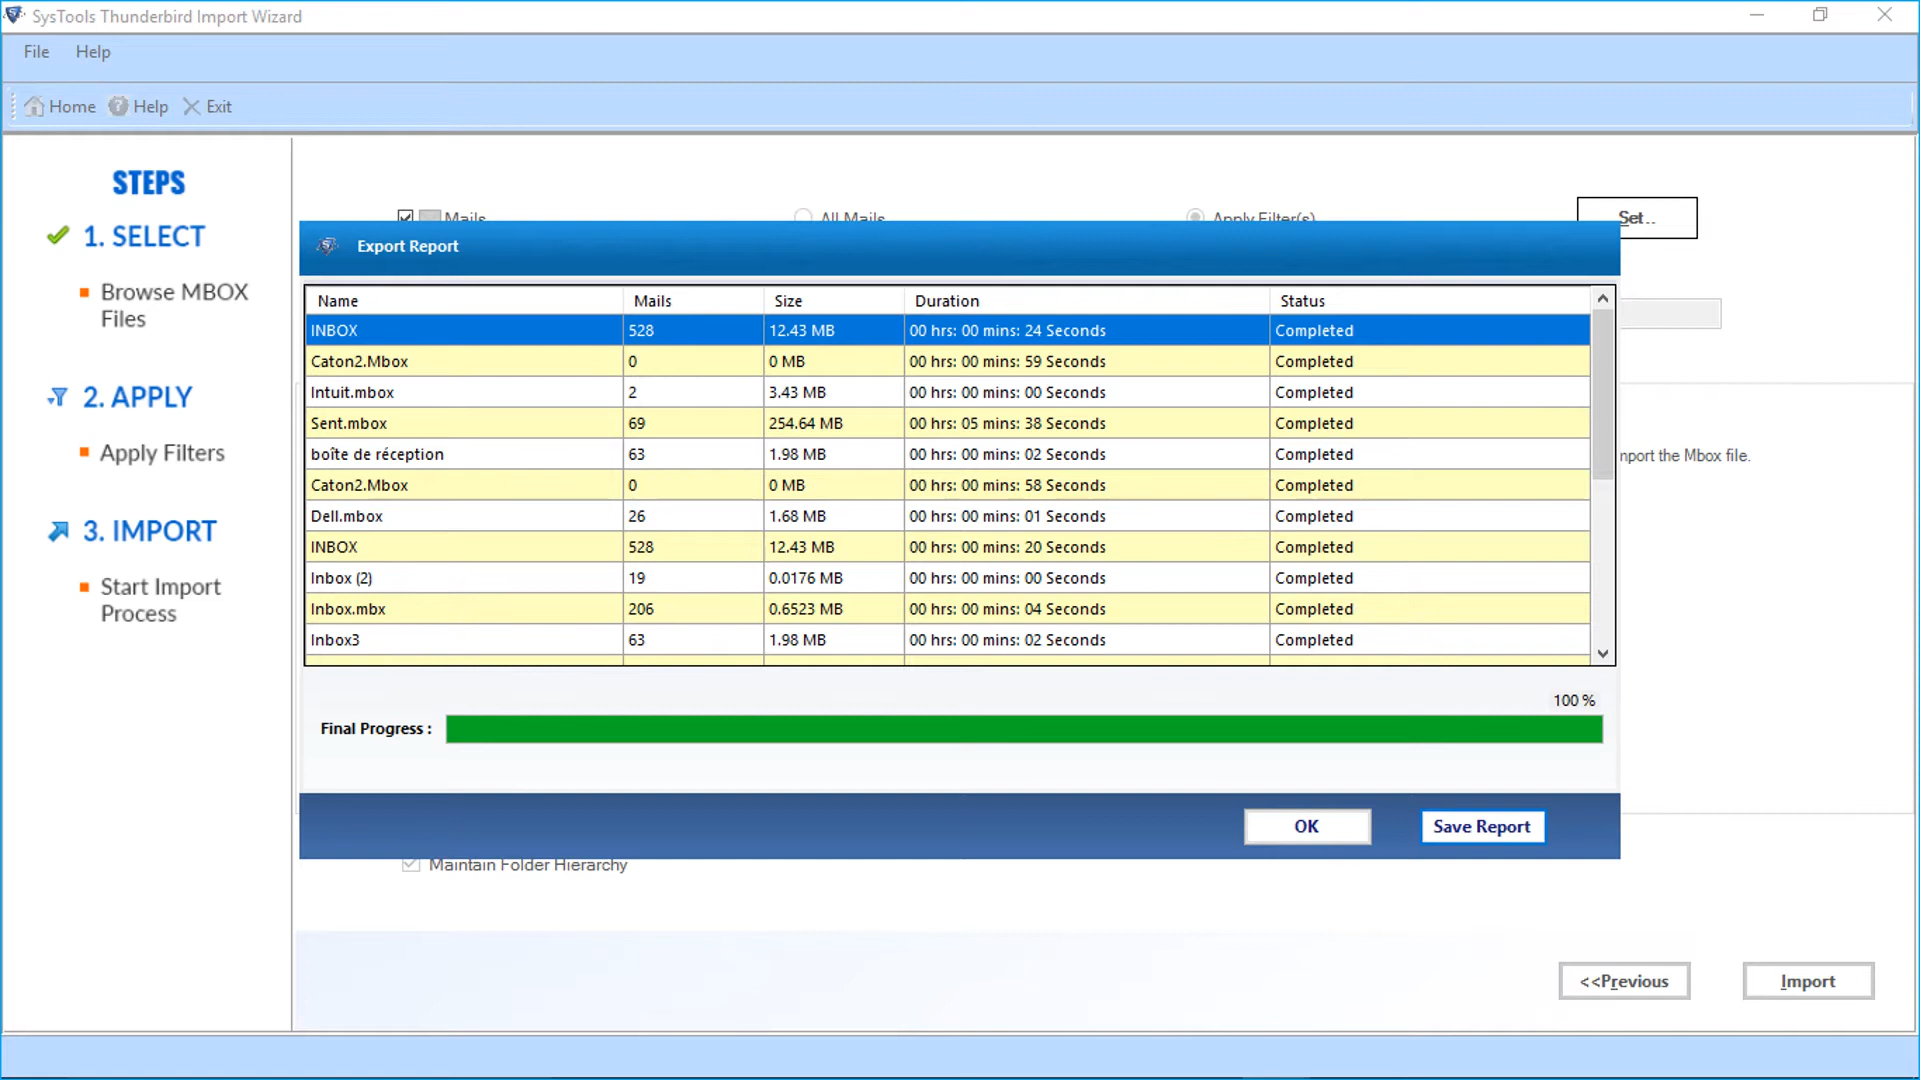 SysTools Thunderbird Import Wizard
File Help
Home Help Exit
STEPS
1. SELECT
Browse MBOX
Files
2. APPLY
Apply Filters
3. IMPORT
Start Import
Process
Mails All Mails Apply Filter(s) Set..
Export Report
Name Mails Size Duration Status
INBOX 528 12.43 MB 00 hrs: 00 mins: 24 Seconds Completed
Caton2.Mbox 0 0 MB 00 hrs: 00 mins: 59 Seconds Completed
Intuit.mbox 2 3.43 MB 00 hrs: 00 mins: 00 Seconds Completed
Sent.mbox 69 254.64 MB 00 hrs: 05 mins: 38 Seconds Completed
boîte de réception 63 1.98 MB 00 hrs: 00 mins: 02 Seconds Completed
Caton2.Mbox 0 0 MB 00 hrs: 00 mins: 58 Seconds Completed
Dell.mbox 26 1.68 MB 00 hrs: 00 mins: 01 Seconds Completed
INBOX 528 12.43 MB 00 hrs: 00 mins: 20 Seconds Completed
Inbox (2) 19 0.0176 MB 00 hrs: 00 mins: 00 Seconds Completed
Inbox.mbx 206 0.6523 MB 00 hrs: 00 mins: 04 Seconds Completed
Inbox3 63 1.98 MB 00 hrs: 00 mins: 02 Seconds Completed
mport the Mbox file.
100 %
Final Progress :
OK Save Report
Maintain Folder Hierarchy
<<Previous Import